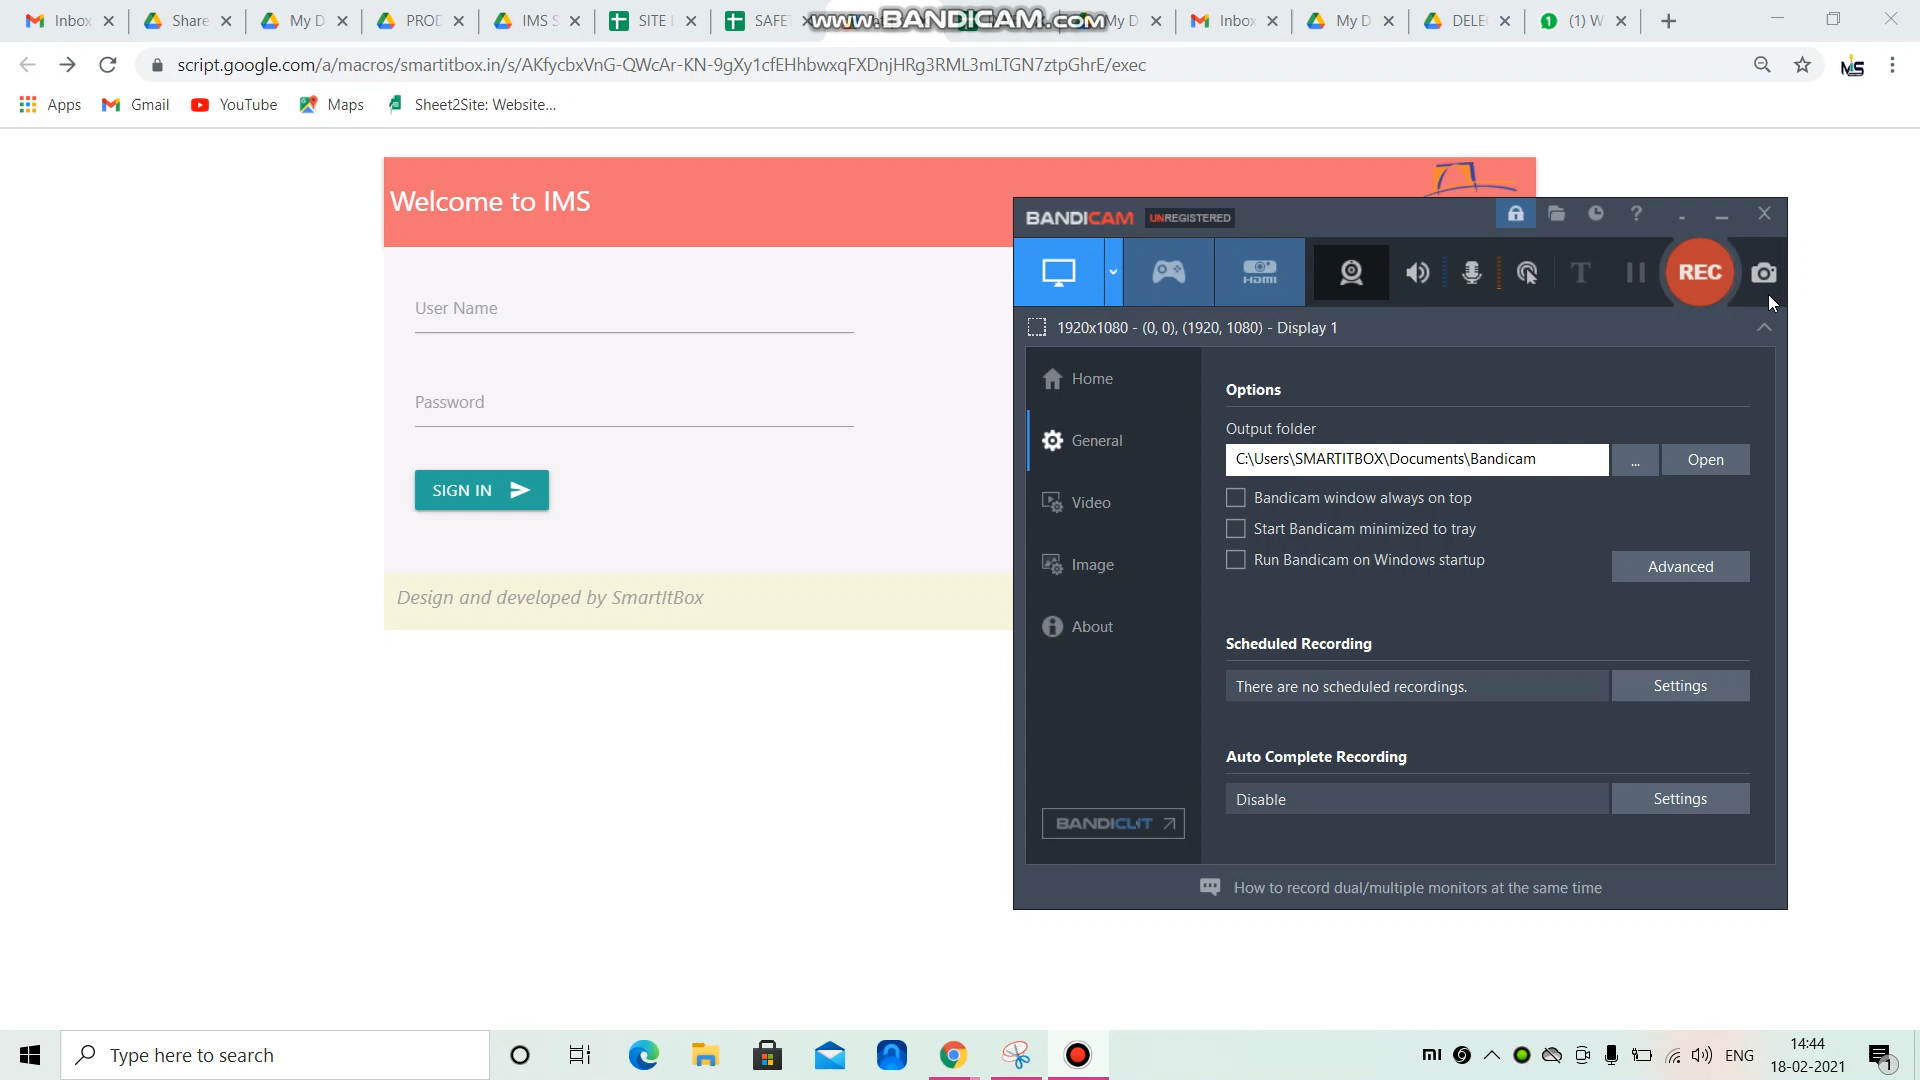 Inbox
Share
My D
PROD
IMS S
SITE
SAFE
www.BANDICAM.com
My D
Inbox
My D
DELE
(1) W
script.google.com/a/macros/smartitbox.in/s/AKfycbxVnG-QWcAr-KN-9gXy1cfEHhbwxqFXDnjHRg3RML3mLTGN7ztpGhrE/exec
Apps
Gmail
YouTube
Maps
Sheet2Site: Website...
Welcome to IMS
User Name
Password
SIGN IN
Design and developed by SmartItBox
BANDICAM UNREGISTERED
HDMI
T
REC
1920x1080 - (0, 0), (1920, 1080) - Display 1
Home
General
Video
Image
About
BANDICUT
Options
Output folder
C:\Users\SMARTITBOX\Documents\Bandicam
...
Open
Bandicam window always on top
Start Bandicam minimized to tray
Run Bandicam on Windows startup
Advanced
Scheduled Recording
There are no scheduled recordings.
Settings
Auto Complete Recording
Disable
Settings
How to record dual/multiple monitors at the same time
Type here to search
ENG
14:44
18-02-2021
1